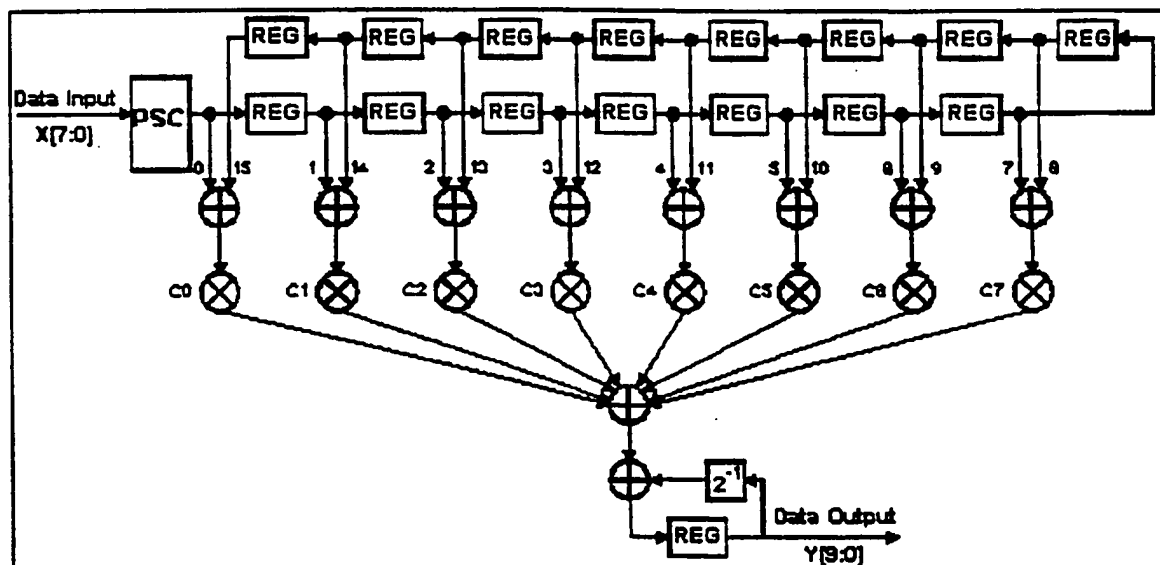 REG REG REG REG REG REG REG REG
Data Input
X[7:0]
PSC
REG REG REG REG REG REG REG
0 15 1 14 2 13 3 12 4 11 5 10 6 9 7 8
C0 C1 C2 C3 C4 C5 C6 C7
2⁻¹
REG
Data Output
Y[9:0]